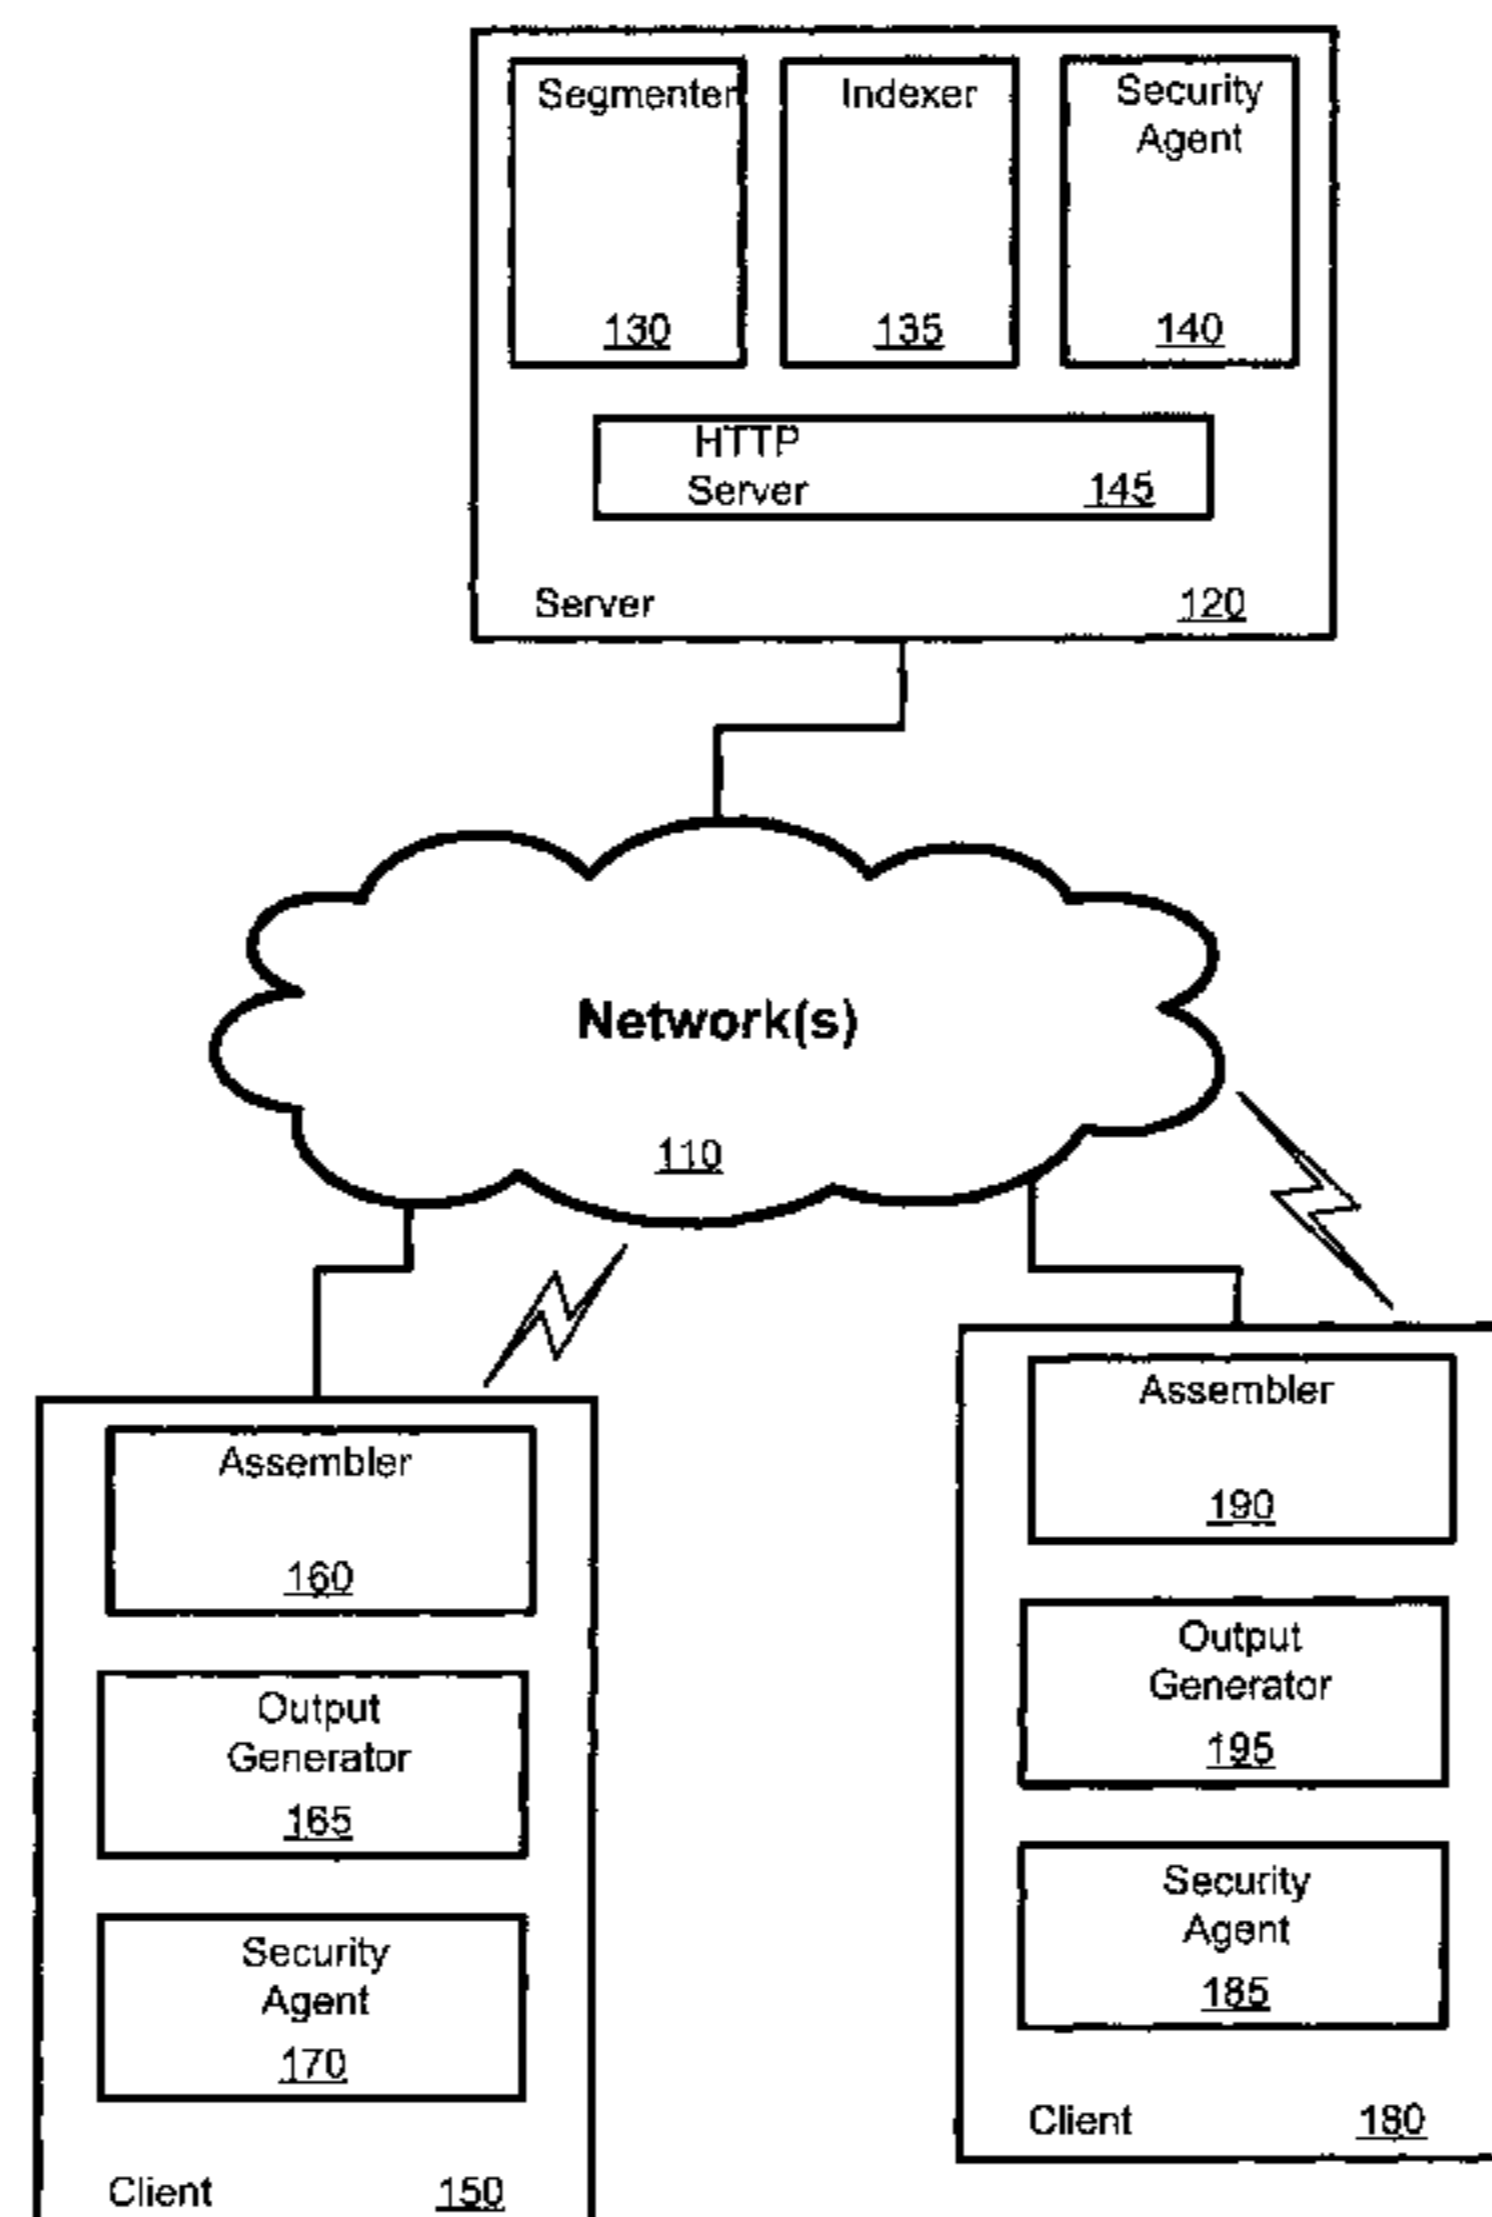 Segmenter
130
Indexer
135
Security
Agent
140
HTTP
Server
145
Server
120
Network(s)
110
Assembler
160
Output
Generator
165
Security
Agent
170
Client
150
Assembler
190
Output
Generator
195
Security
Agent
185
Client
180